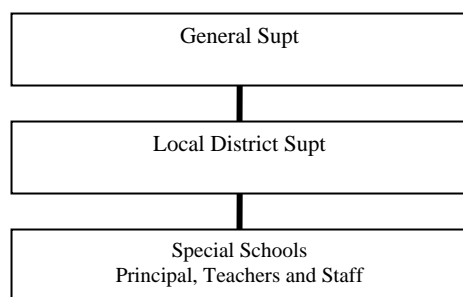 General Supt
Local District Supt
Special Schools
Principal, Teachers and Staff